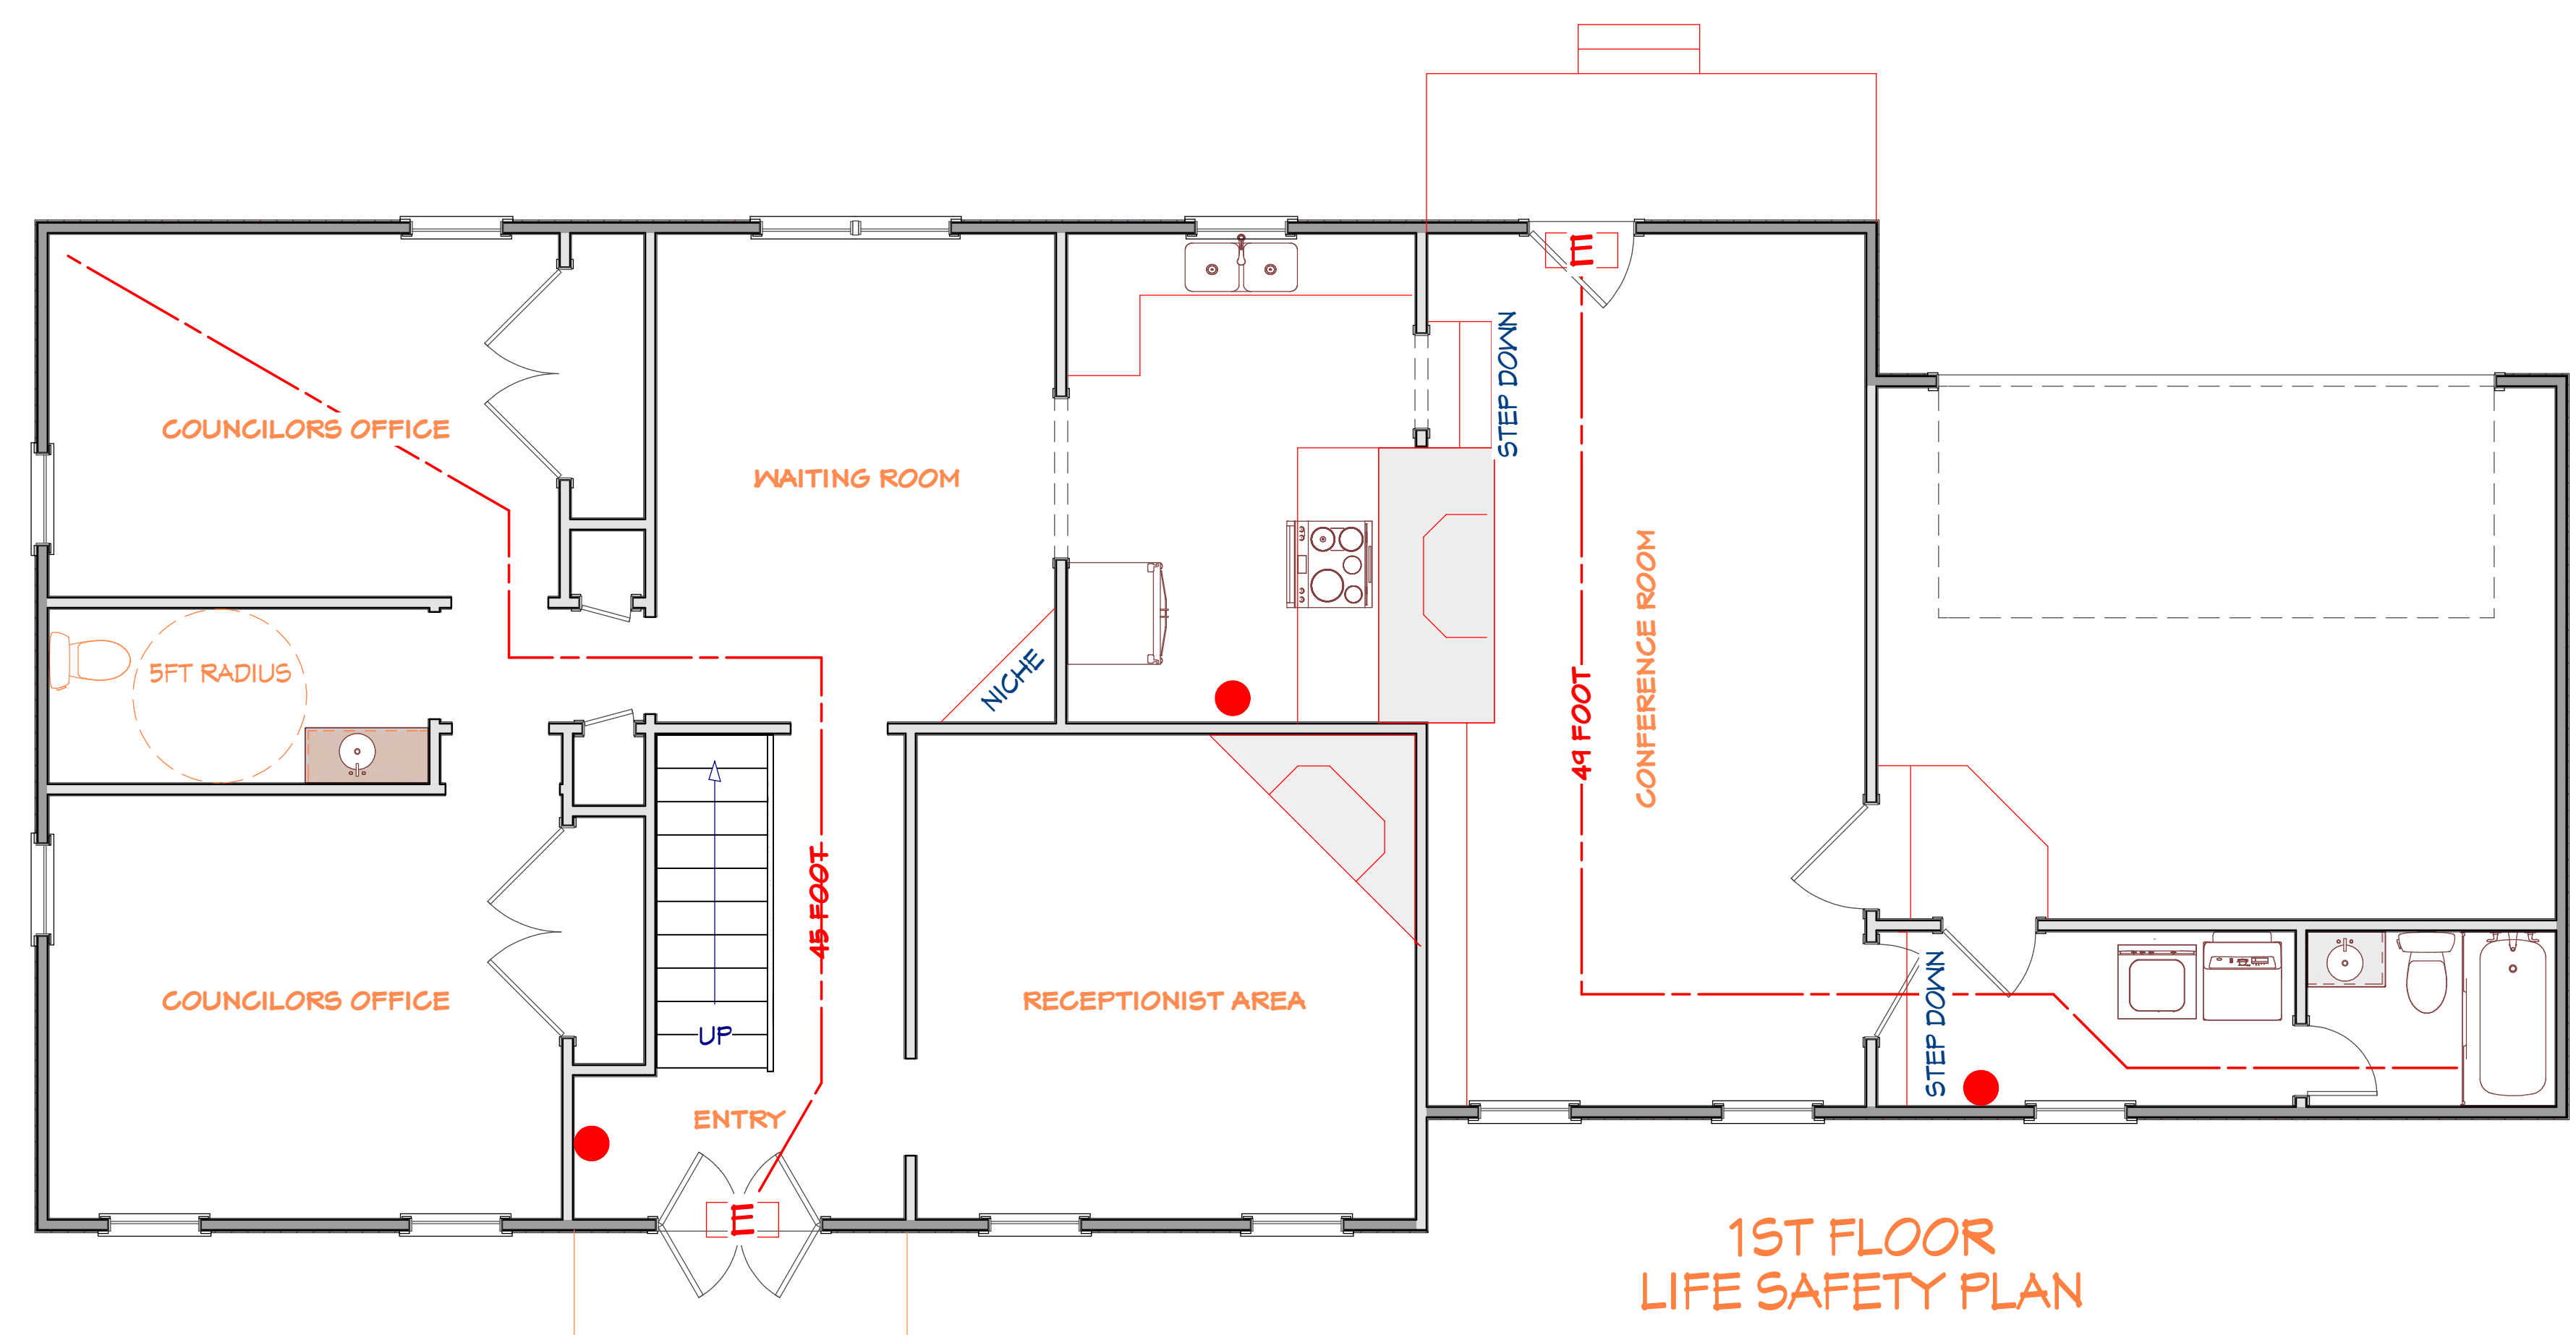 E
STEP DOWN
COUNCILORS OFFICE
WAITING ROOM
CONFERENCE ROOM
5FT RADIUS
NICHE
49 FOOT
45 FOOT
COUNCILORS OFFICE
RECEPTIONIST AREA
STEP DOWN
UP
ENTRY
E
1ST FLOOR
LIFE SAFETY PLAN